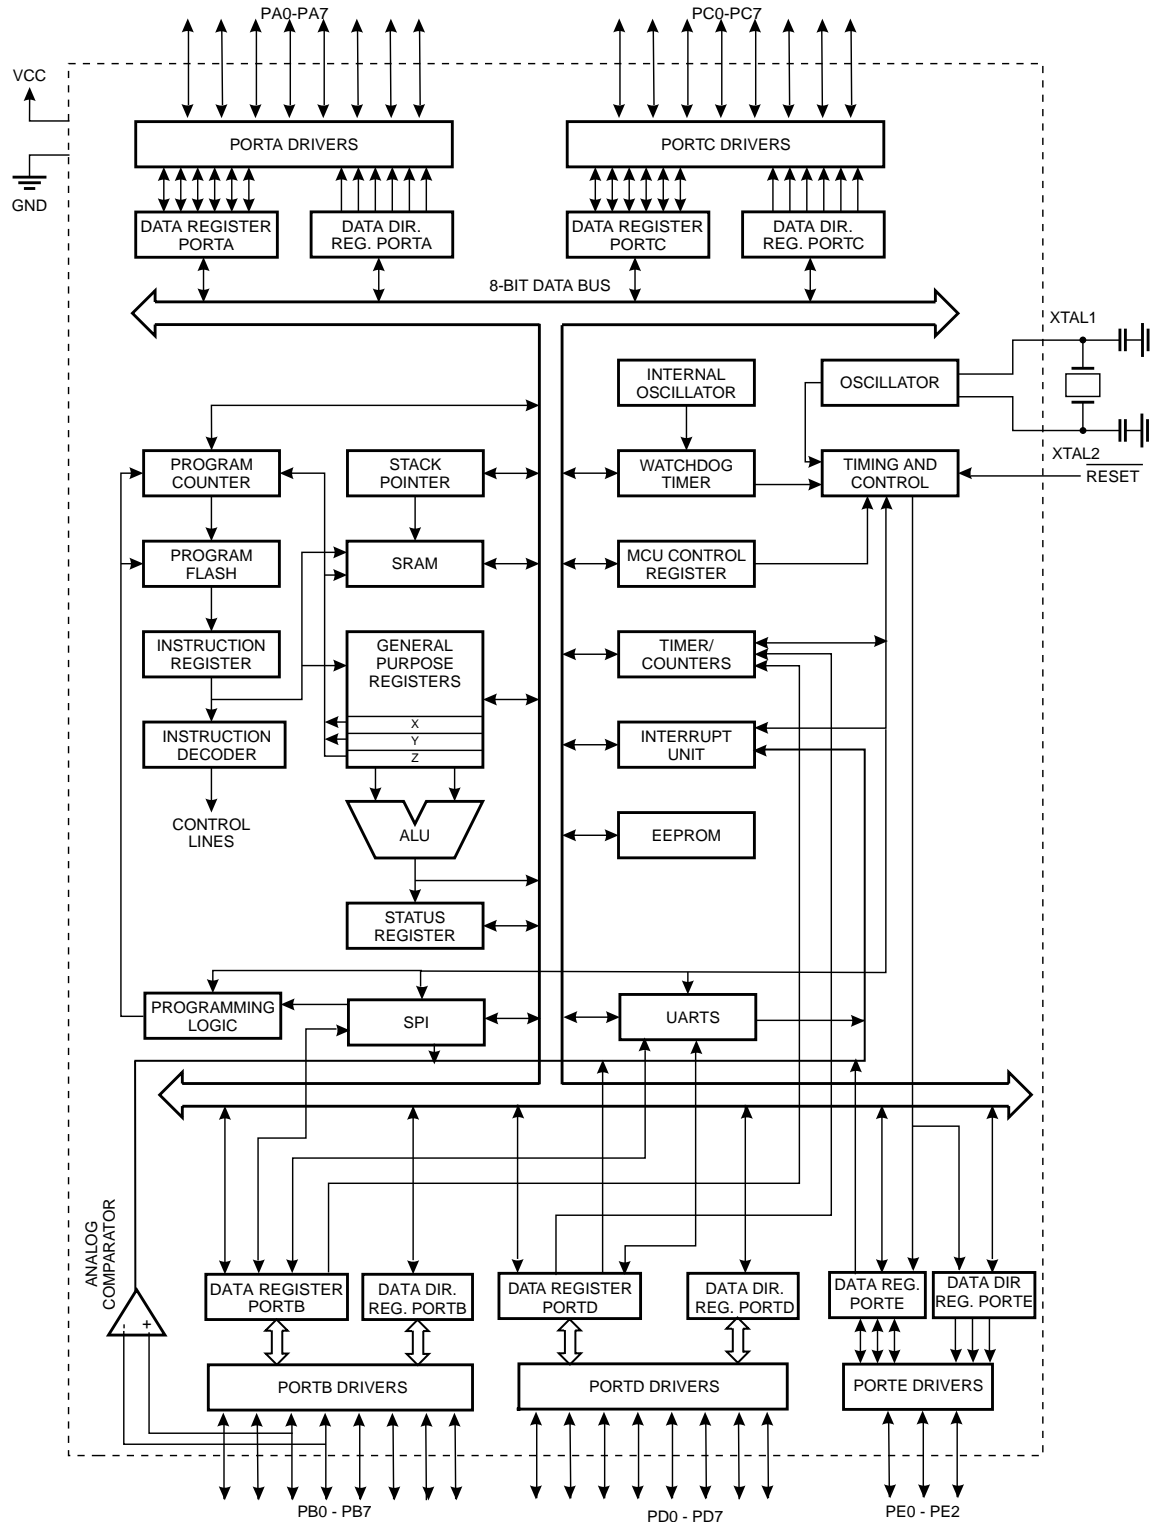 PA0-PA7
PC0-PC7
VCC
GND
PORTA DRIVERS
PORTC DRIVERS
DATA REGISTER
PORTA
DATA DIR.
REG. PORTA
DATA REGISTER
PORTC
DATA DIR.
REG. PORTC
8-BIT DATA BUS
XTAL1
INTERNAL
OSCILLATOR
OSCILLATOR
XTAL2
RESET
PROGRAM
COUNTER
STACK
POINTER
WATCHDOG
TIMER
TIMING AND
CONTROL
PROGRAM
FLASH
SRAM
MCU CONTROL
REGISTER
INSTRUCTION
REGISTER
GENERAL
PURPOSE
REGISTERS
X
Y
Z
TIMER/
COUNTERS
INSTRUCTION
DECODER
INTERRUPT
UNIT
CONTROL
LINES
ALU
EEPROM
STATUS
REGISTER
PROGRAMMING
LOGIC
SPI
UARTS
ANALOG
COMPARATOR
- +
DATA REGISTER
PORTB
DATA DIR.
REG. PORTB
DATA REGISTER
PORTD
DATA DIR.
REG. PORTD
DATA REG.
PORTE
DATA DIR
REG. PORTE
PORTB DRIVERS
PORTD DRIVERS
PORTE DRIVERS
PB0 - PB7
PD0 - PD7
PE0 - PE2